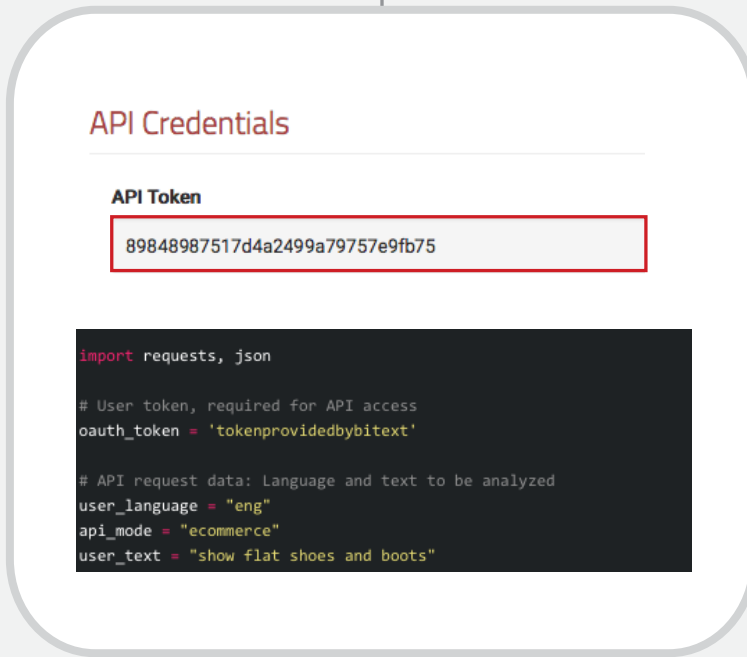 API Credentials
API Token
89848987517d4a2499a79757e9fb75
import requests, json
# User token, required for API access
oauth_token = 'tokenprovidedbybitext'
# API request data: Language and text to be analyzed
user_language = "eng"
api_mode = "ecommerce"
user_text = "show flat shoes and boots"